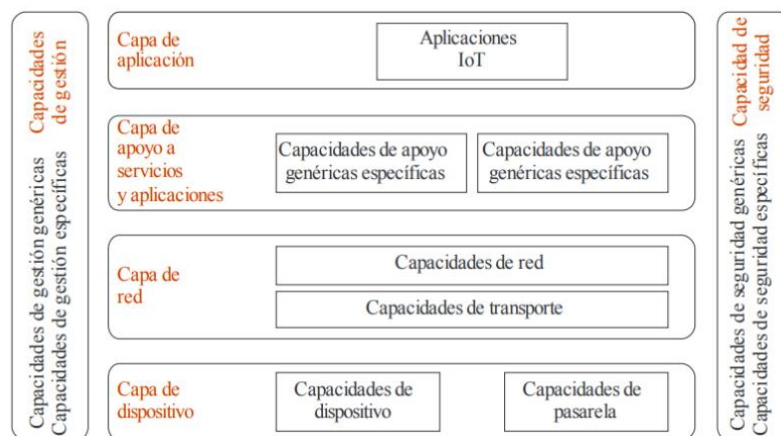 Capacidades
de gestión
Capacidades de gestión genéricas
Capacidades de gestión específicas
Capa de
aplicación
Aplicaciones
IoT
Capa de
apoyo a
servicios
y aplicaciones
Capacidades de apoyo
genéricas específicas
Capacidades de apoyo
genéricas específicas
Capa de
red
Capacidades de red
Capacidades de transporte
Capa de
dispositivo
Capacidades de
dispositivo
Capacidades de
pasarela
Capacidad de
seguridad
Capacidades de seguridad genéricas
Capacidades de seguridad específicas